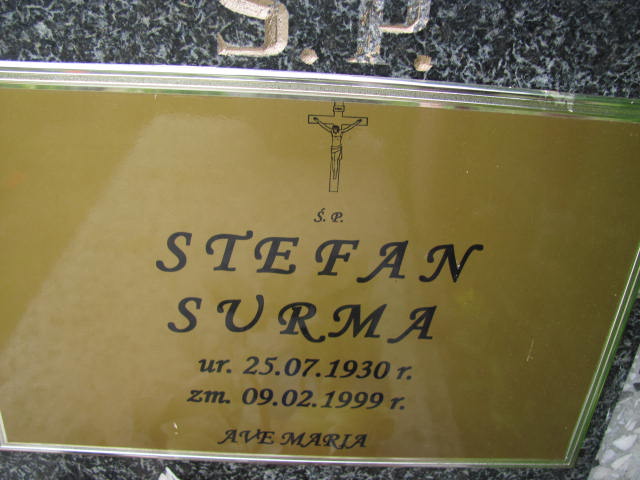 Ś.P.
Ś. P.
STEFAN
SURMA
ur. 25.07.1930 r.
zm. 09.02.1999 r.
AVE MARIA